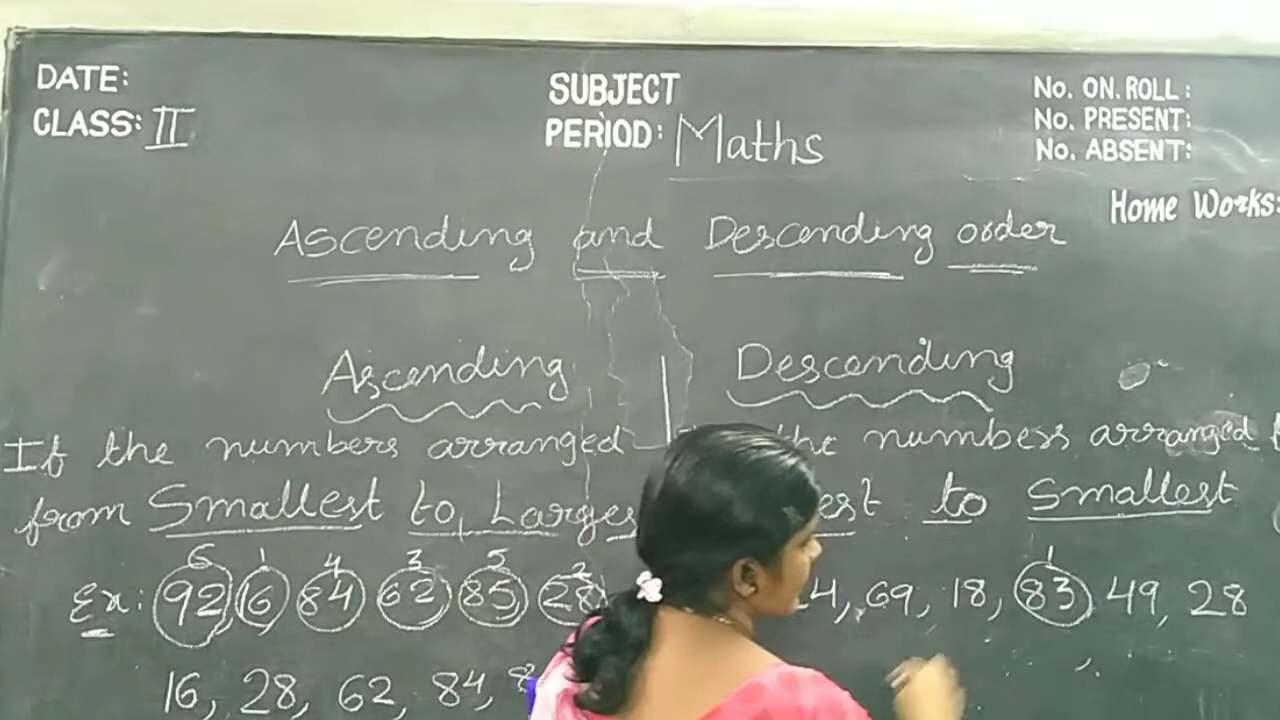 DATE:
CLASS: II
SUBJECT
PERIOD: Maths
No. ON. ROLL:
No. PRESENT:
No. ABSENT:
Home Works:
Ascending and Descending order
Ascending
Descending
If the numbers arranged
from Smallest to Larges
the numbers arranged
est to Smallest
6 1 4 3 5 2
Ex: 92, 16, 84, 62, 85, 28
1
4, 69, 18, 83, 49, 28
16, 28, 62, 84, 8